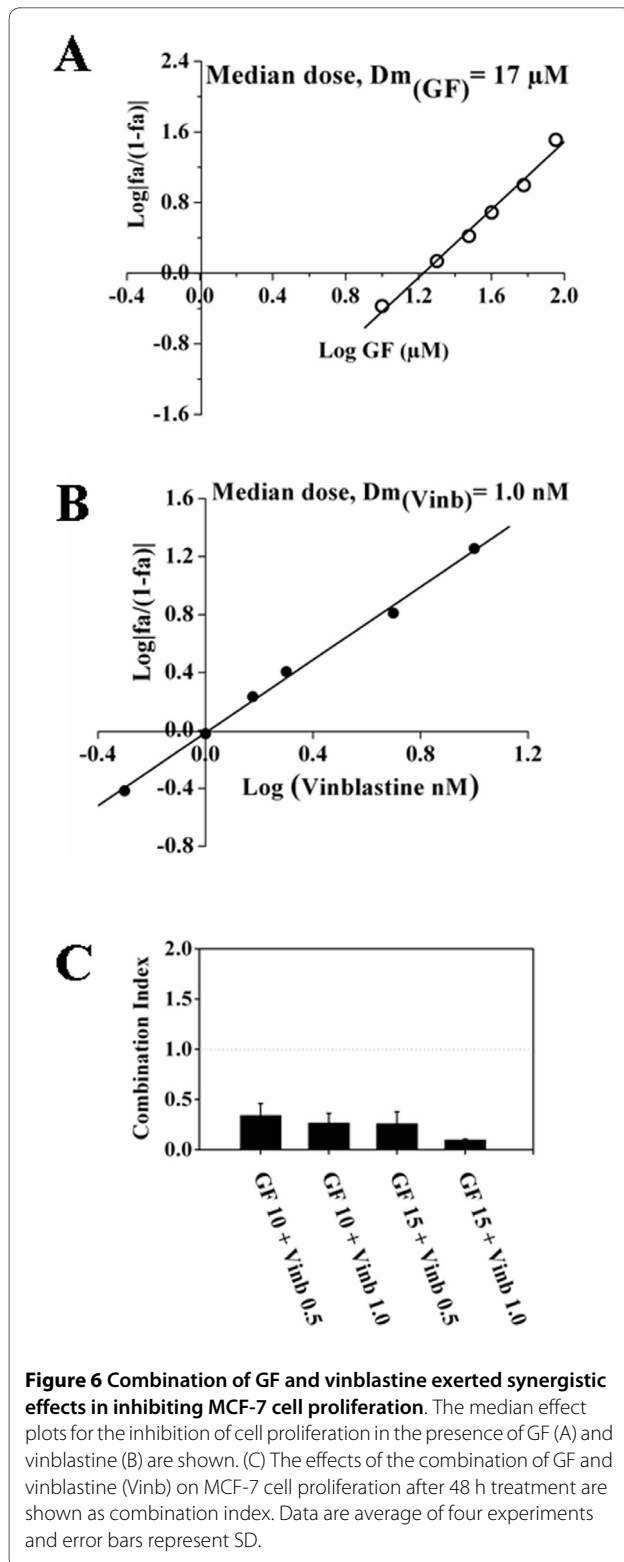 A
Median dose, Dm(GF)= 17 µM
Log|fa/(1-fa)|
2.4
1.6
0.8
0.0
-0.8
-1.6
-0.4 0.0 0.4 0.8 1.2 1.6 2.0
Log GF (µM)
B
Median dose, Dm(Vinb)= 1.0 nM
Log|fa/(1-fa)|
1.6
1.2
0.8
0.4
0.0
-0.4
-0.8
-0.4 0.0 0.4 0.8 1.2
Log (Vinblastine nM)
C
Combination Index
2.0
1.5
1.0
0.5
0.0
GF 10 + Vinb 0.5
GF 10 + Vinb 1.0
GF 15 + Vinb 0.5
GF 15 + Vinb 1.0
Figure 6 Combination of GF and vinblastine exerted synergistic
effects in inhibiting MCF-7 cell proliferation. The median effect
plots for the inhibition of cell proliferation in the presence of GF (A) and
vinblastine (B) are shown. (C) The effects of the combination of GF and
vinblastine (Vinb) on MCF-7 cell proliferation after 48 h treatment are
shown as combination index. Data are average of four experiments
and error bars represent SD.